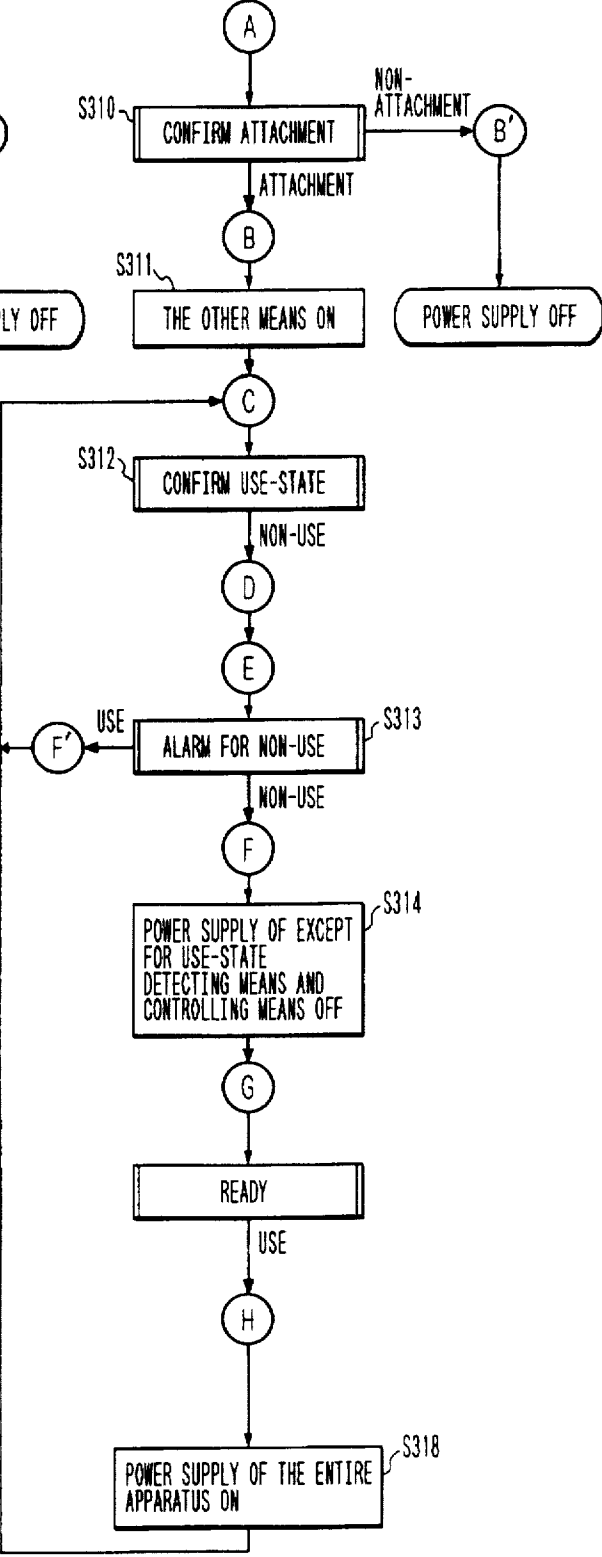 A
S310
CONFIRM ATTACHMENT
NON-
ATTACHMENT
B'
ATTACHMENT
B
S311
THE OTHER MEANS ON
POWER SUPPLY OFF
LY OFF
C
S312
CONFIRM USE-STATE
NON-USE
D
E
USE
F'
ALARM FOR NON-USE
S313
NON-USE
F
S314
POWER SUPPLY OF EXCEPT
FOR USE-STATE
DETECTING MEANS AND
CONTROLLING MEANS OFF
G
READY
USE
H
S318
POWER SUPPLY OF THE ENTIRE
APPARATUS ON